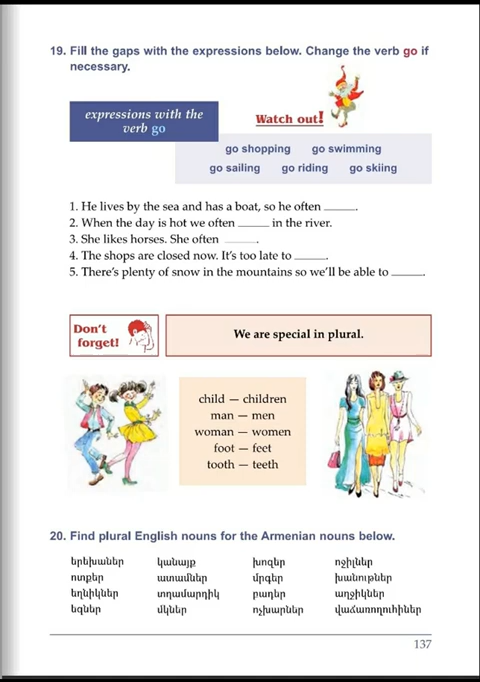 19. Fill the gaps with the expressions below. Change the verb go if
necessary.
expressions with the
verb go
Watch out!
go shopping go swimming
go sailing go riding go skiing
1. He lives by the sea and has a boat, so he often ______.
2. When the day is hot we often ______ in the river.
3. She likes horses. She often ______.
4. The shops are closed now. It's too late to ______.
5. There's plenty of snow in the mountains so we'll be able to ______.
Don't
forget!
We are special in plural.
child — children
man — men
woman — women
foot — feet
tooth — teeth
20. Find plural English nouns for the Armenian nouns below.
երեխաներ կանայք խոզեր ոջիլներ
ոտքեր ատամներ մրգեր խանութներ
եղնիկներ տղամարդիկ բադեր աղջիկներ
եզներ մկներ ոչխարներ վաճառողուհիներ
137